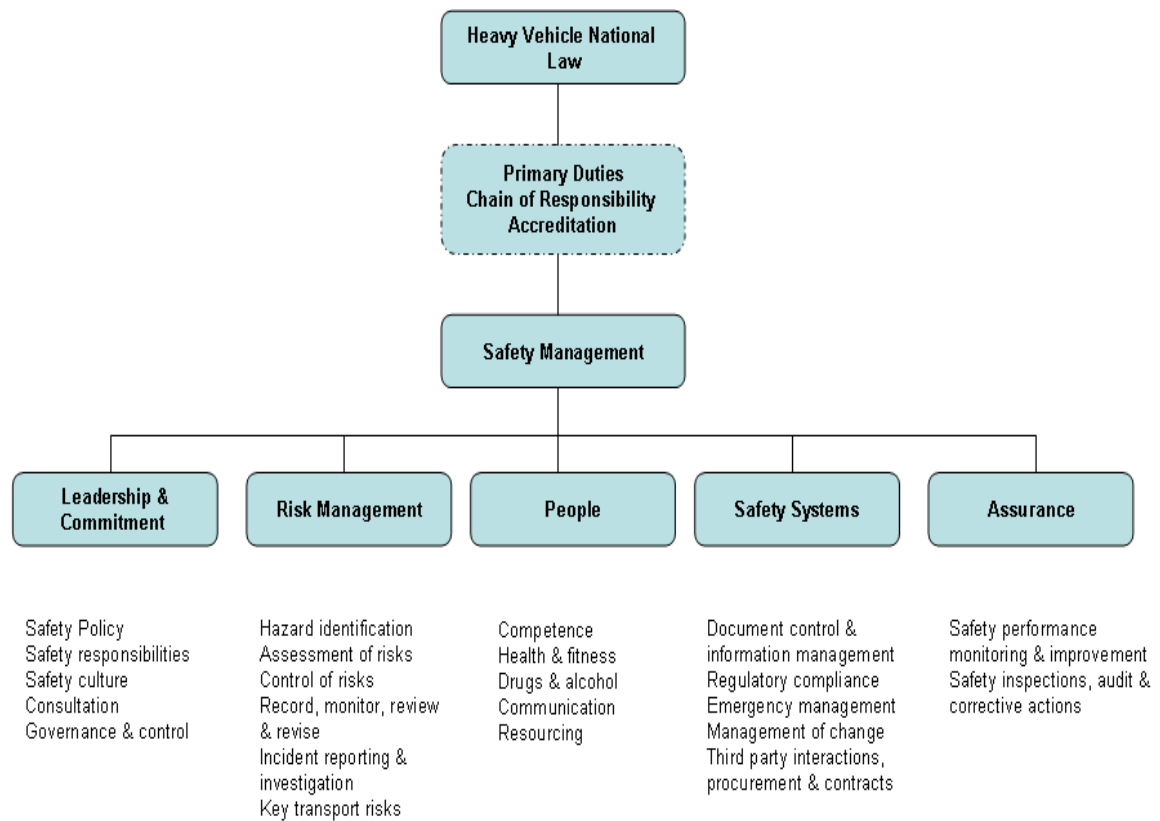 Heavy Vehicle National
Law
Primary Duties
Chain of Responsibility
Accreditation
Safety Management
Leadership &
Commitment
Risk Management
People
Safety Systems
Assurance
Safety Policy
Safety responsibilities
Safety culture
Consultation
Governance & control
Hazard identification
Assessment of risks
Control of risks
Record, monitor, review
& revise
Incident reporting &
investigation
Key transport risks
Competence
Health & fitness
Drugs & alcohol
Communication
Resourcing
Document control &
information management
Regulatory compliance
Emergency management
Management of change
Third party interactions,
procurement & contracts
Safety performance
monitoring & improvement
Safety inspections, audit &
corrective actions